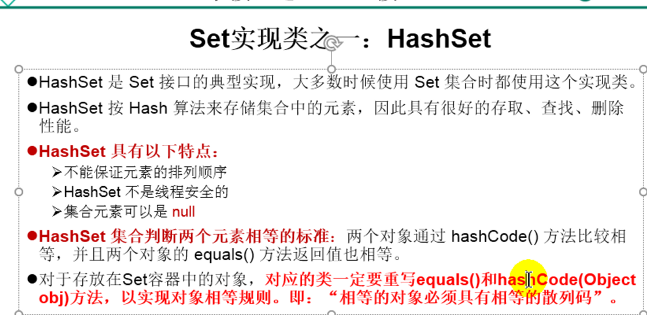 Set实现类之一：HashSet
●HashSet 是 Set 接口的典型实现，大多数时候使用 Set 集合时都使用这个实现类。
●HashSet 按 Hash 算法来存储集合中的元素，因此具有很好的存取、查找、删除
性能。
●HashSet 具有以下特点：
➢不能保证元素的排列顺序
➢HashSet 不是线程安全的
➢集合元素可以是 null
●HashSet 集合判断两个元素相等的标准：两个对象通过 hashCode() 方法比较相
等，并且两个对象的 equals() 方法返回值也相等。
●对于存放在Set容器中的对象，对应的类一定要重写equals()和hashCode(Object
obj)方法，以实现对象相等规则。即：“相等的对象必须具有相等的散列码”。